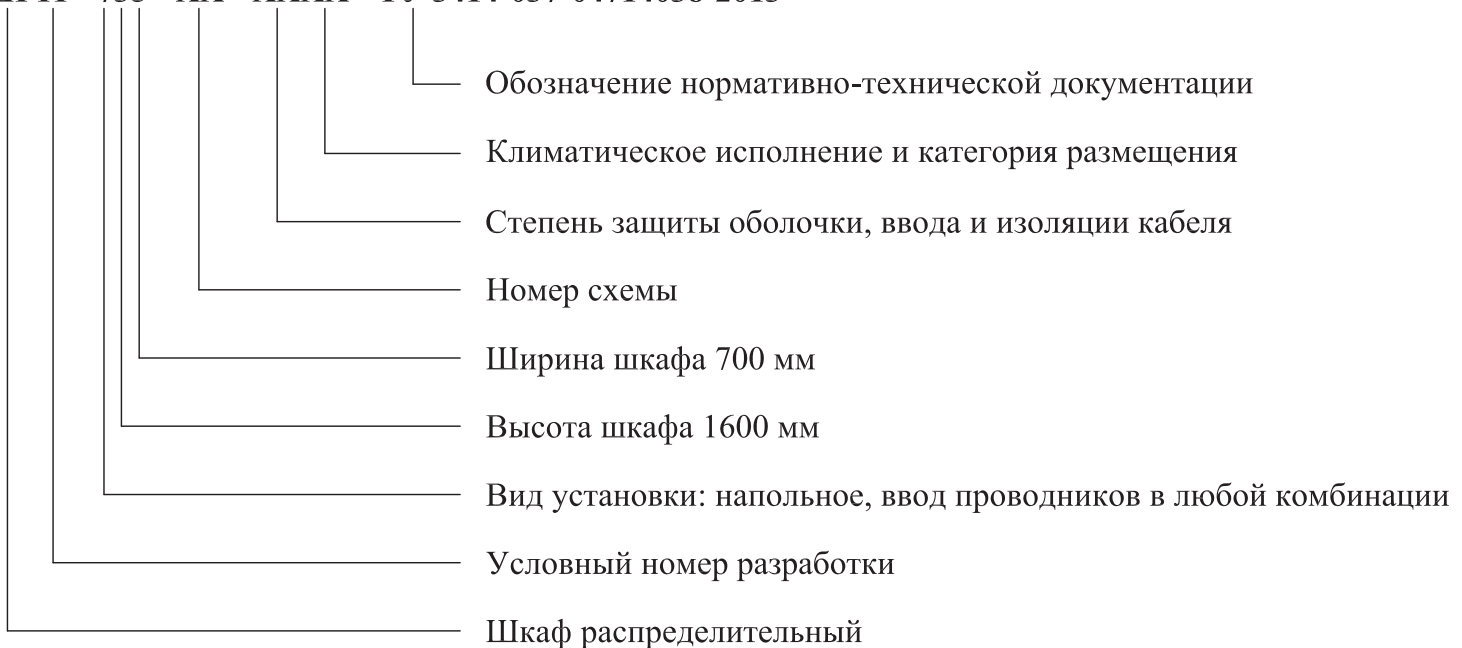 Обозначение нормативно-технической документации
Климатическое исполнение и категория размещения
Степень защиты оболочки, ввода и изоляции кабеля
Номер схемы
Ширина шкафа 700 мм
Высота шкафа 1600 мм
Вид установки: напольное, ввод проводников в любой комбинации
Условный номер разработки
Шкаф распределительный